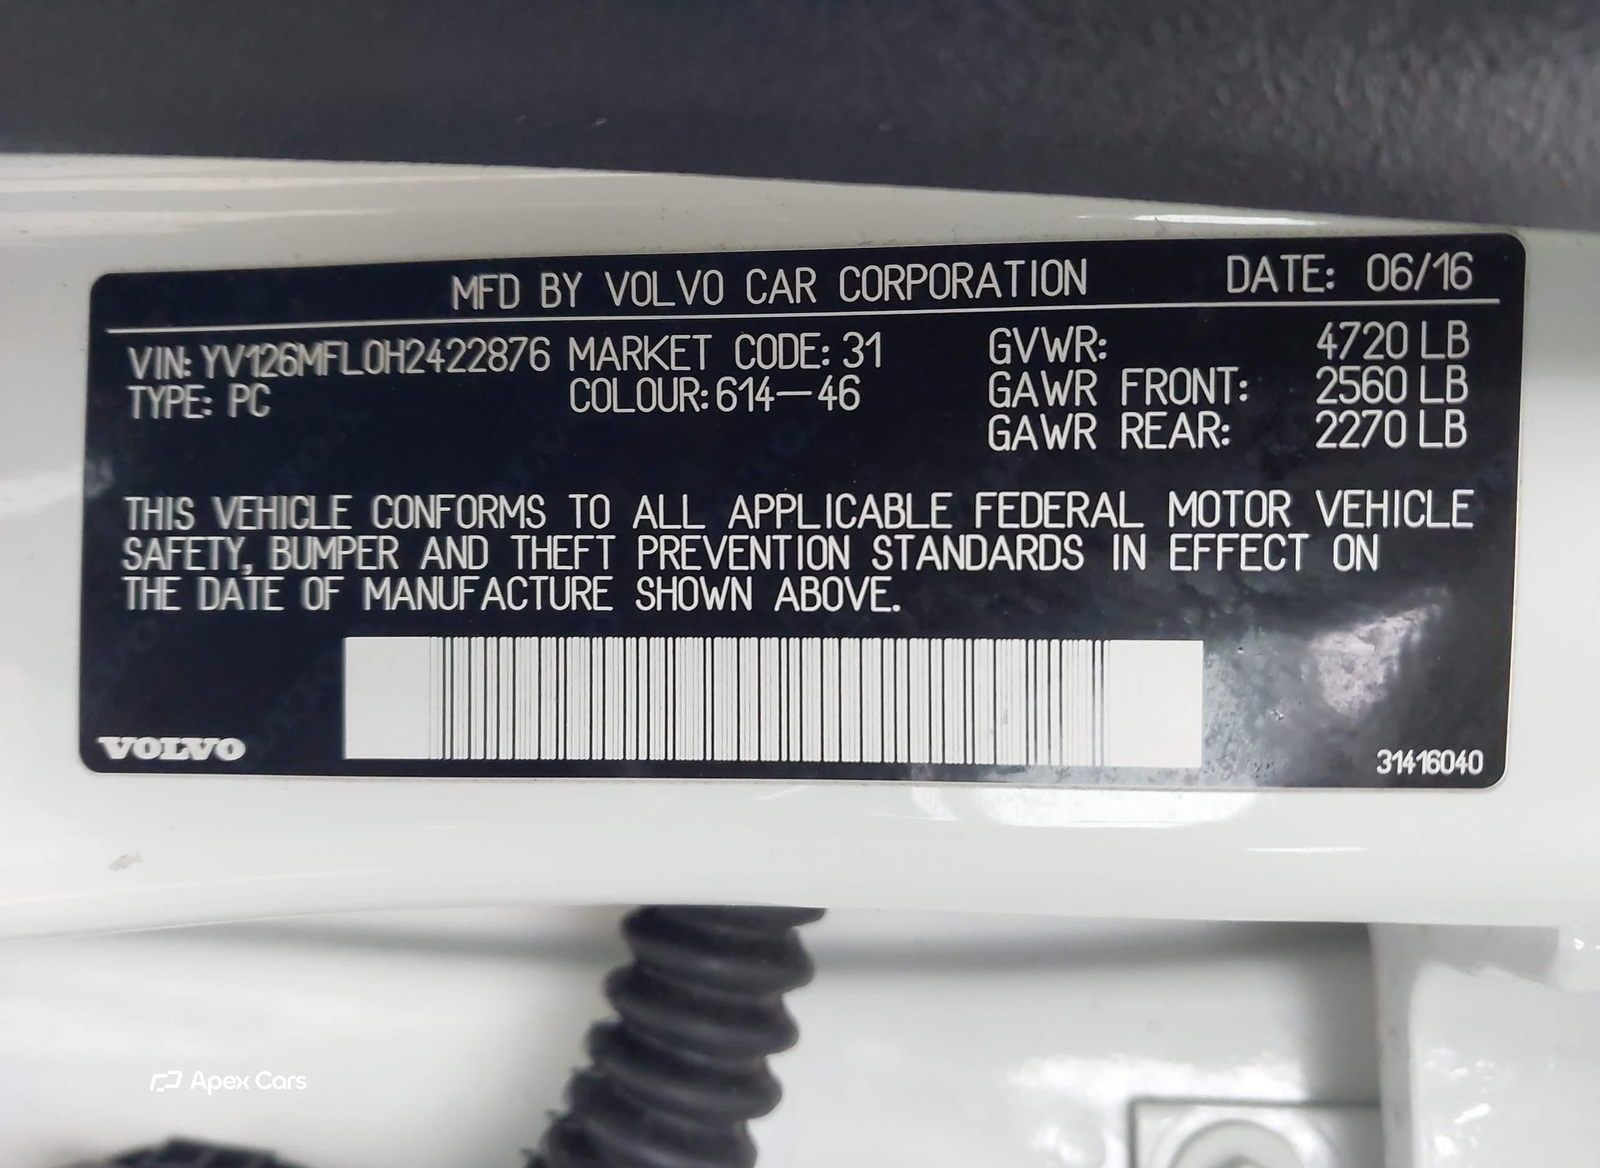 MFD BY VOLVO CAR CORPORATION DATE: 06/16
VIN: YV126MFL0H2422876 MARKET CODE: 31 GVWR: 4720 LB
TYPE: PC COLOUR: 614-46 GAWR FRONT: 2560 LB
GAWR REAR: 2270 LB
THIS VEHICLE CONFORMS TO ALL APPLICABLE FEDERAL MOTOR VEHICLE
SAFETY, BUMPER AND THEFT PREVENTION STANDARDS IN EFFECT ON
THE DATE OF MANUFACTURE SHOWN ABOVE.
VOLVO 31416040
Apex Cars